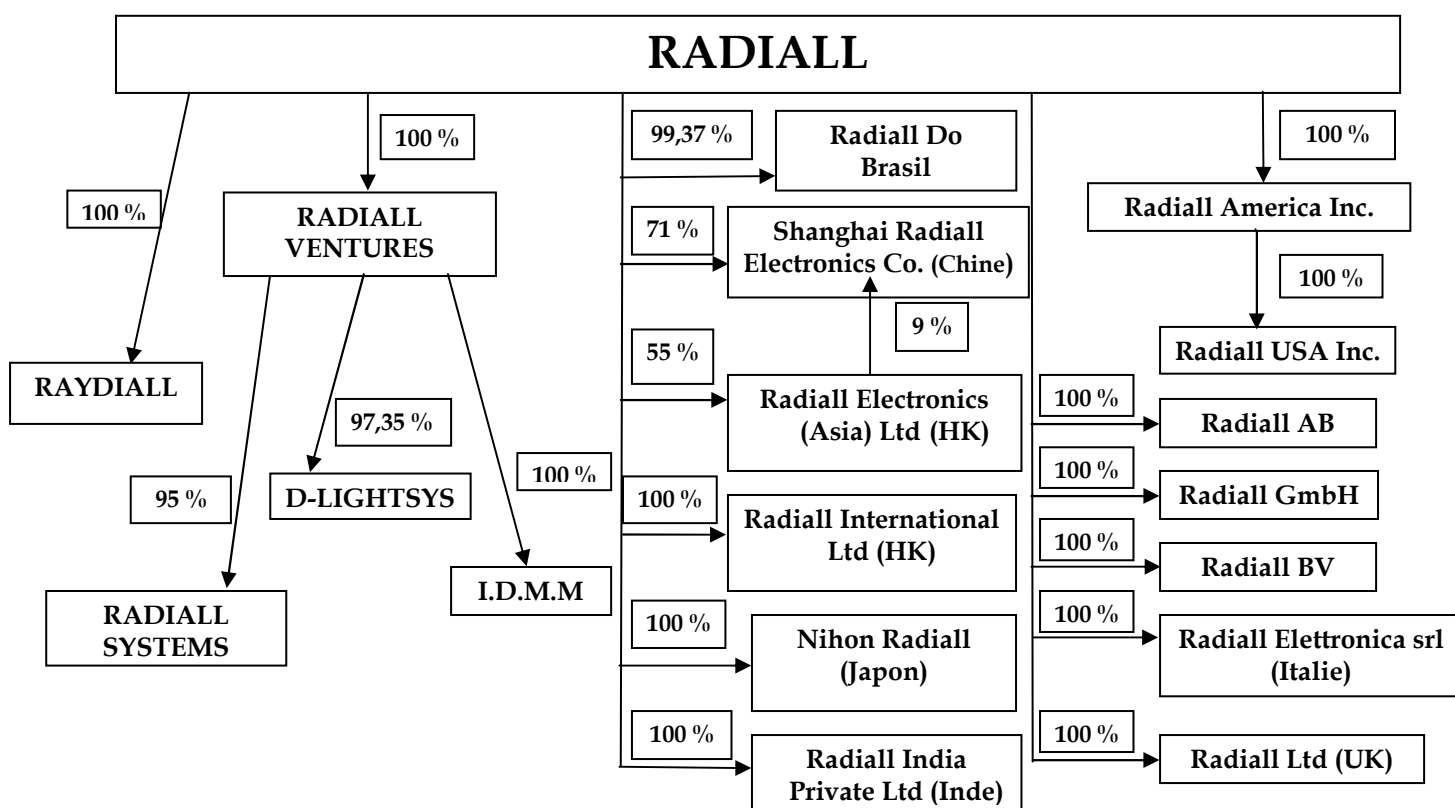 RADIALL
100 %
100 %
99,37 %
Radiall Do
Brasil
100 %
RADIALL
VENTURES
71 %
Shanghai Radiall
Electronics Co. (Chine)
Radiall America Inc.
100 %
9 %
55 %
Radiall USA Inc.
RAYDIALL
Radiall Electronics
(Asia) Ltd (HK)
100 %
Radiall AB
97,35 %
100 %
95 %
D-LIGHTSYS
100 %
100 %
Radiall International
Ltd (HK)
Radiall GmbH
100 %
Radiall BV
I.D.M.M
RADIALL
SYSTEMS
100 %
Nihon Radiall
(Japon)
100 %
Radiall Elettronica srl
(Italie)
100 %
Radiall India
Private Ltd (Inde)
100 %
Radiall Ltd (UK)